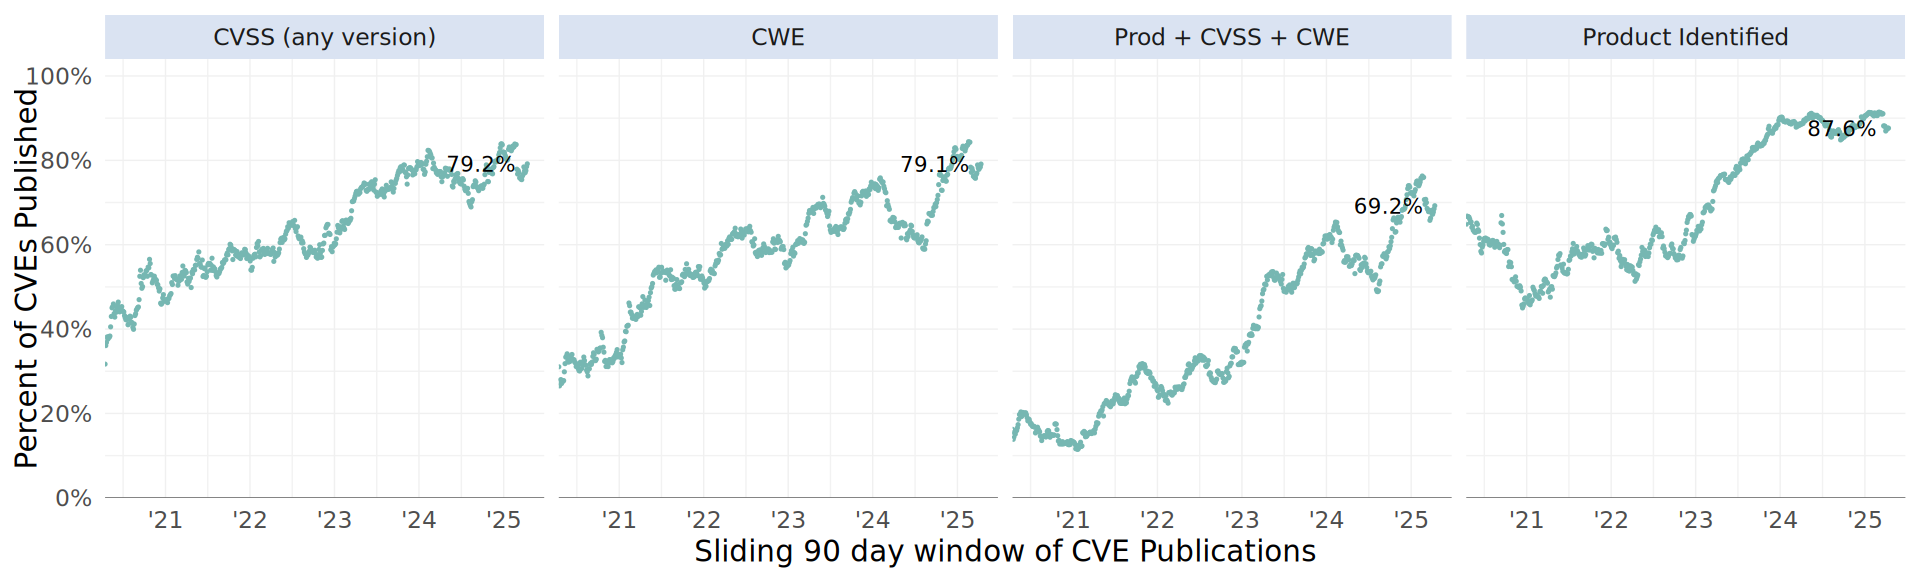 CVSS (any version) CWE Prod + CVSS + CWE Product Identified
Percent of CVEs Published
100%
80%
60%
40%
20%
0%
79.2% 79.1% 69.2% 87.6%
'21 '22 '23 '24 '25 '21 '22 '23 '24 '25 '21 '22 '23 '24 '25 '21 '22 '23 '24 '25
Sliding 90 day window of CVE Publications